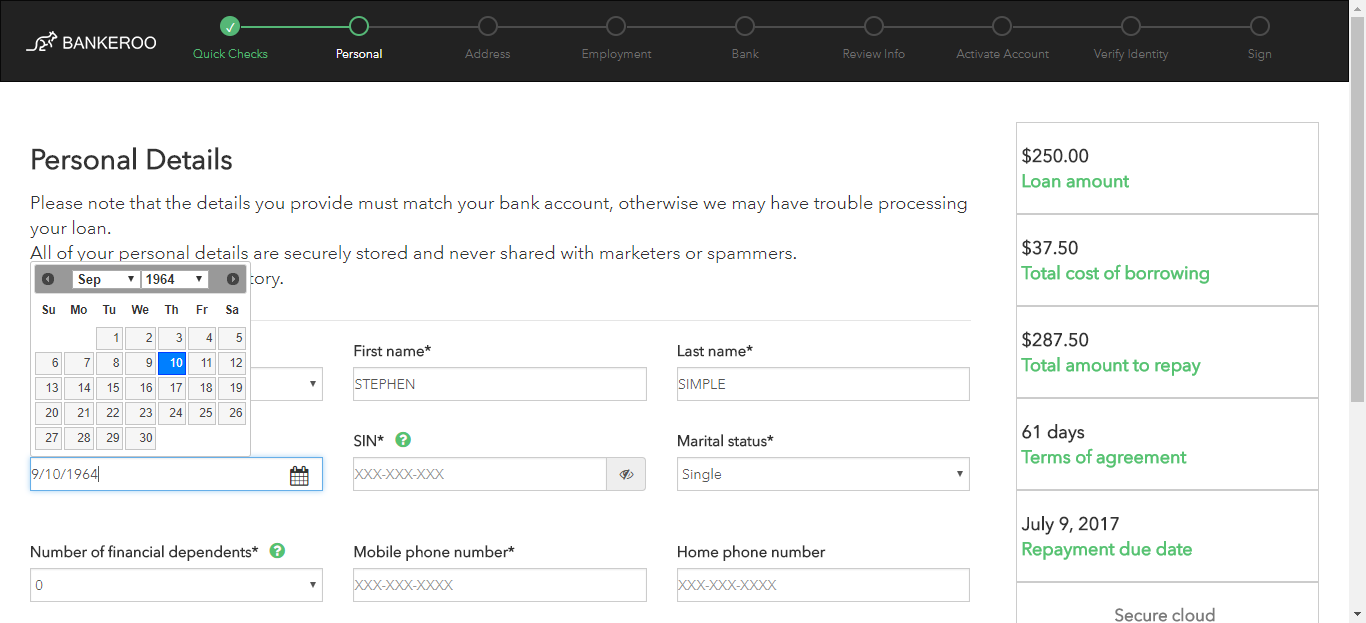 BANKEROO
Quick Checks
Personal
Address
Employment
Bank
Review Info
Activate Account
Verify Identity
Sign
Personal Details
Please note that the details you provide must match your bank account, otherwise we may have trouble processing
your loan.
All of your personal details are securely stored and never shared with marketers or spammers.
tory.
Sep 1964
Su Mo Tu We Th Fr Sa
1 2 3 4 5
6 7 8 9 10 11 12
13 14 15 16 17 18 19
20 21 22 23 24 25 26
27 28 29 30
First name*
Last name*
STEPHEN
SIMPLE
SIN* ?
Marital status*
9/10/1964
XXX-XXX-XXX
Single
Number of financial dependents* ?
Mobile phone number*
Home phone number
0
XXX-XXX-XXXX
XXX-XXX-XXXX
$250.00
Loan amount
$37.50
Total cost of borrowing
$287.50
Total amount to repay
61 days
Terms of agreement
July 9, 2017
Repayment due date
Secure cloud